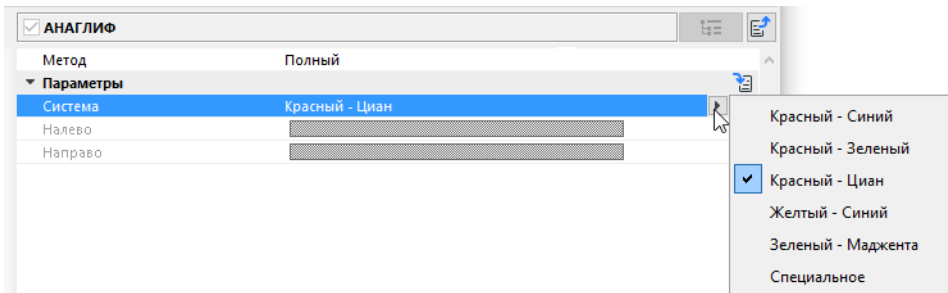 АНАГЛИФ
Метод Полный
Параметры
Система Красный - Циан
Налево
Направо
Красный - Синий
Красный - Зеленый
Красный - Циан
Желтый - Синий
Зеленый - Маджента
Специальное